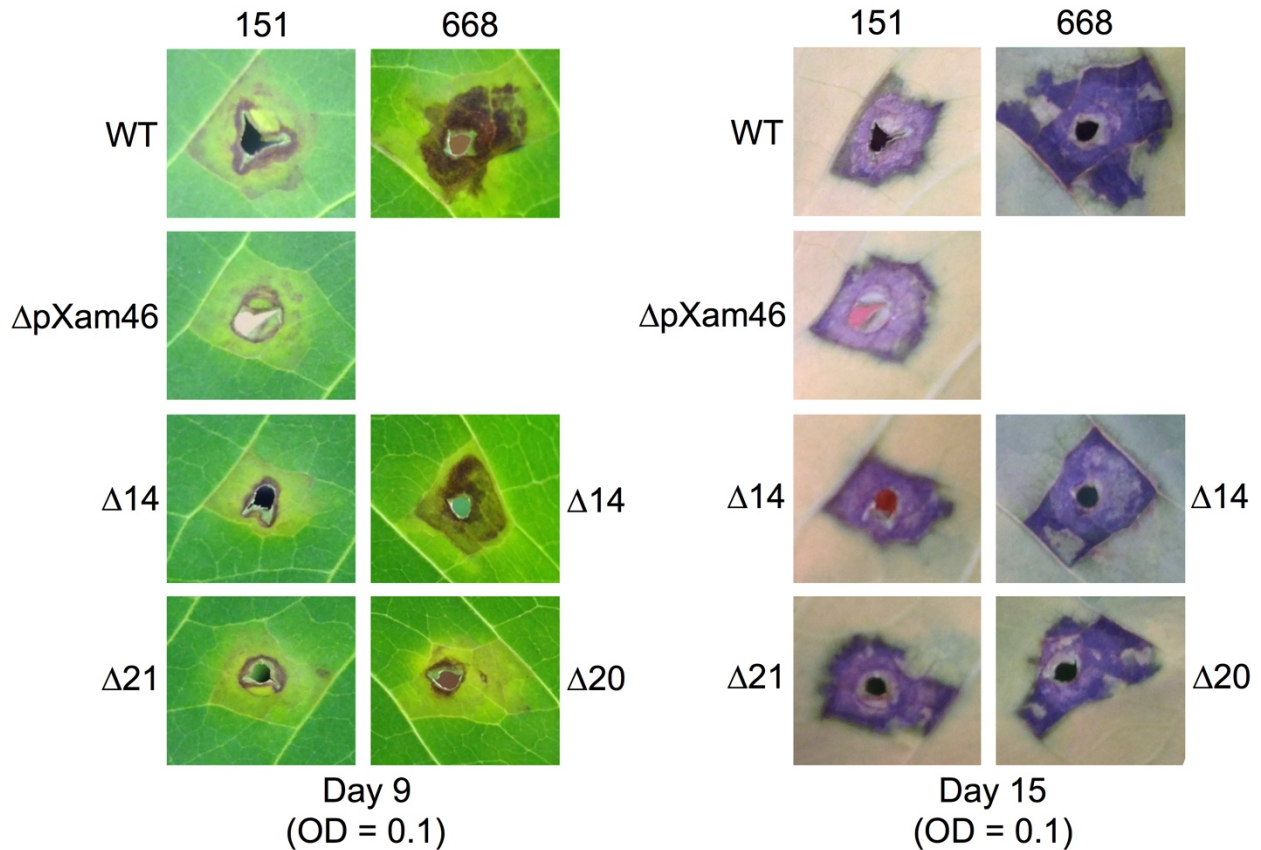 151 668 151 668
WT WT
ΔpXam46 ΔpXam46
Δ14 Δ14 Δ14 Δ14
Δ21 Δ20 Δ21 Δ20
Day 9 Day 15
(OD = 0.1) (OD = 0.1)